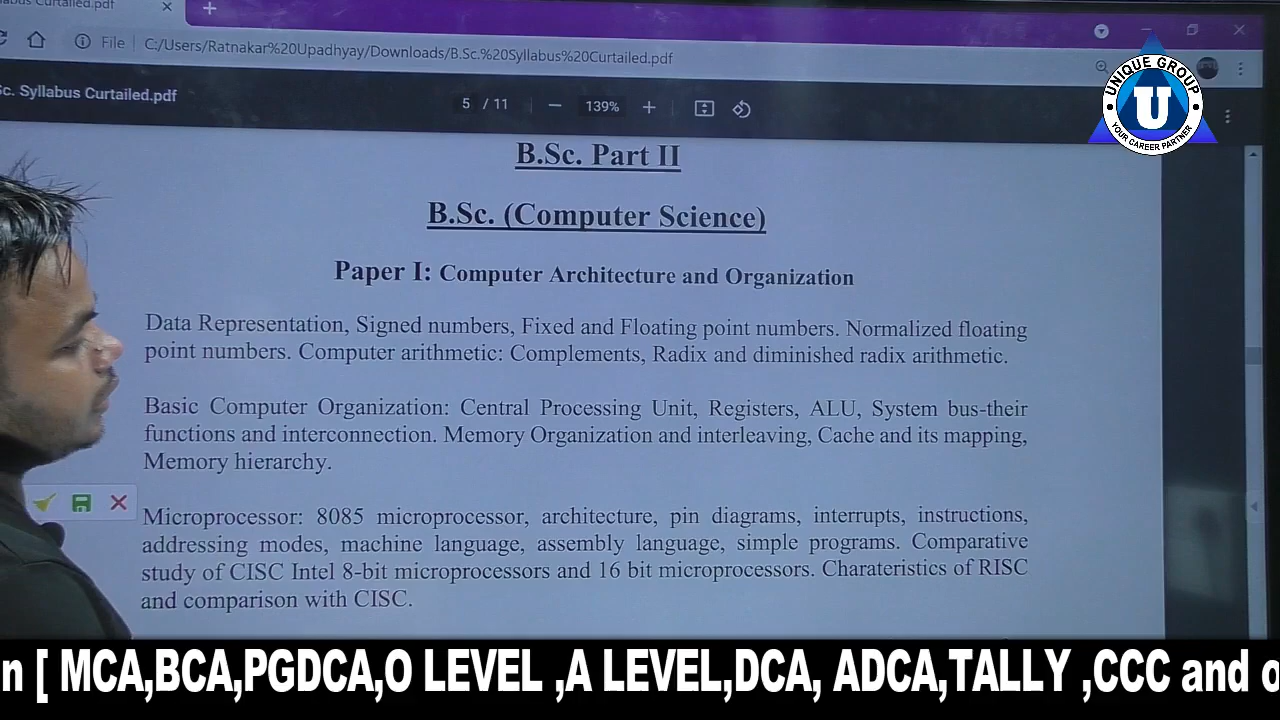 labus Curtailed.pdf
File C:/Users/Ratnakar%20Upadhyay/Downloads/B.Sc.%20Syllabus%20Curtailed.pdf
Sc. Syllabus Curtailed.pdf
5 / 11
139%
UNIQUE GROUP
U
YOUR CAREER PARTNER
B.Sc. Part II
B.Sc. (Computer Science)
Paper I: Computer Architecture and Organization
Data Representation, Signed numbers, Fixed and Floating point numbers. Normalized floating
point numbers. Computer arithmetic: Complements, Radix and diminished radix arithmetic.
Basic Computer Organization: Central Processing Unit, Registers, ALU, System bus-their
functions and interconnection. Memory Organization and interleaving, Cache and its mapping,
Memory hierarchy.
Microprocessor: 8085 microprocessor, architecture, pin diagrams, interrupts, instructions,
addressing modes, machine language, assembly language, simple programs. Comparative
study of CISC Intel 8-bit microprocessors and 16 bit microprocessors. Charateristics of RISC
and comparison with CISC.
n [ MCA,BCA,PGDCA,O LEVEL ,A LEVEL,DCA, ADCA,TALLY ,CCC and o